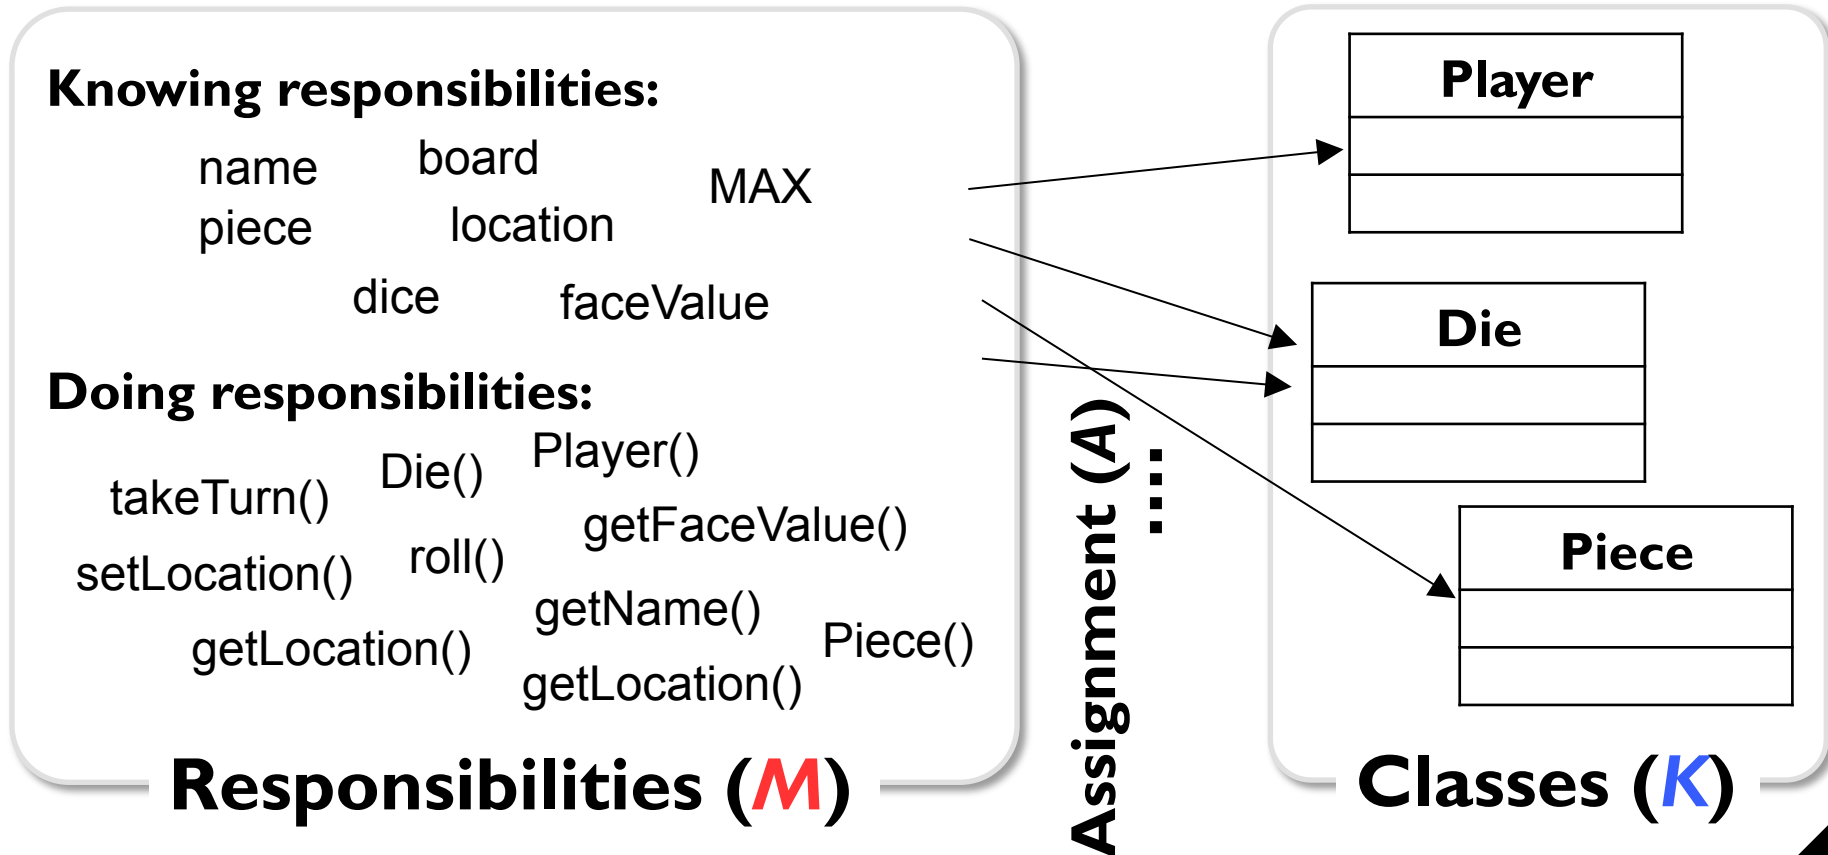 Knowing responsibilities:
name board MAX
piece location
dice faceValue
Doing responsibilities:
takeTurn() Die() Player()
setLocation() roll() getFaceValue()
getLocation() getName() Piece()
getLocation()
Responsibilities (M)
Assignment (A)
....
Player
Die
Piece
Classes (K)